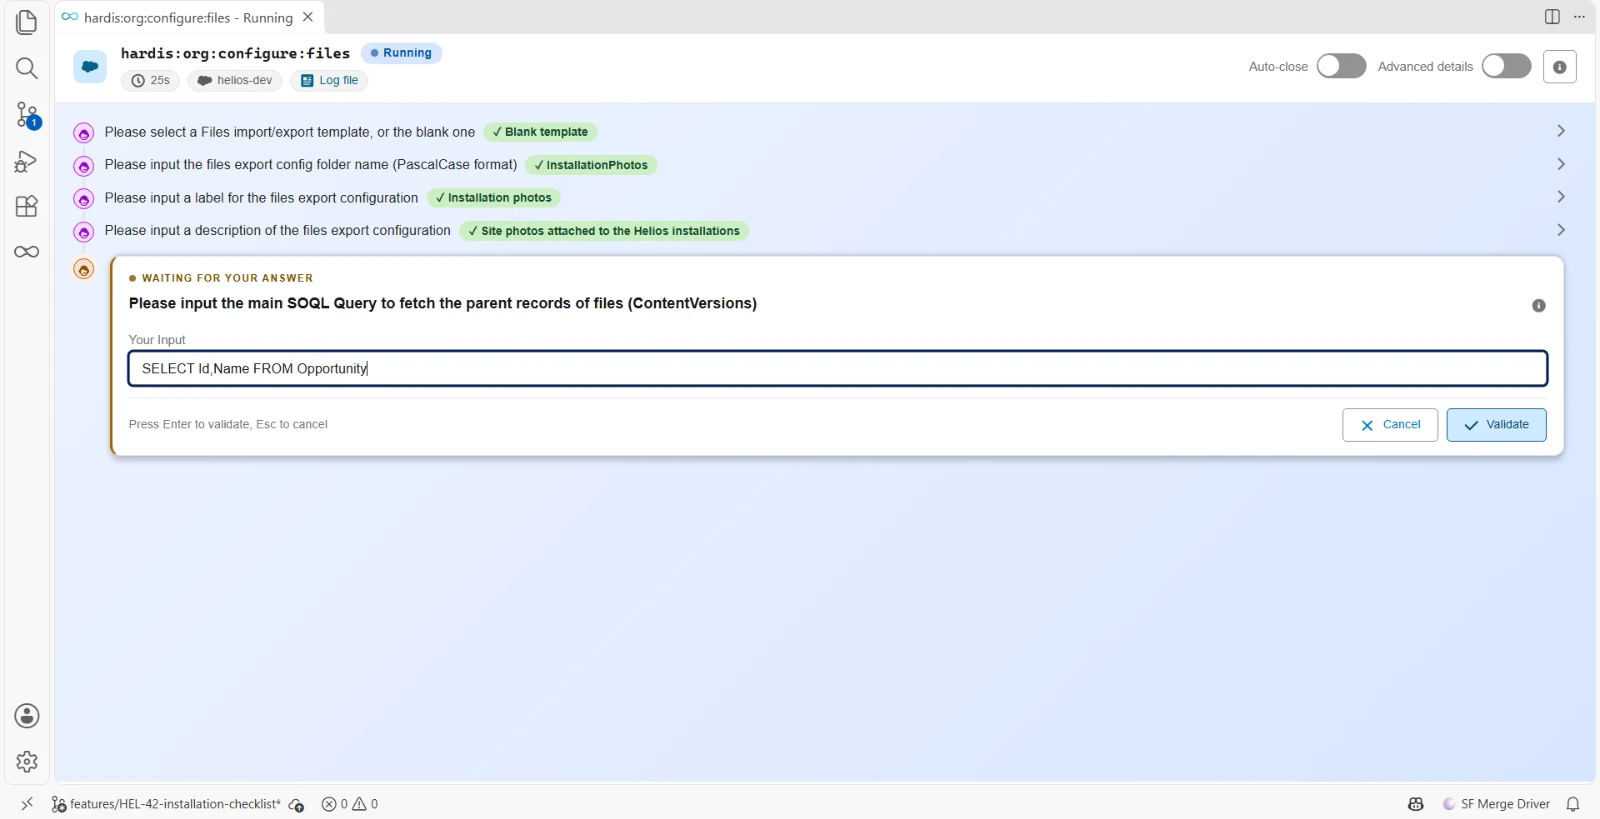 hardis:org:configure:files - Running
hardis:org:configure:files
Running
25s
helios-dev
Log file
Auto-close
Advanced details
Please select a Files import/export template, or the blank one
✓ Blank template
Please input the files export config folder name (PascalCase format)
✓ InstallationPhotos
Please input a label for the files export configuration
✓ Installation photos
Please input a description of the files export configuration
✓ Site photos attached to the Helios installations
WAITING FOR YOUR ANSWER
Please input the main SOQL Query to fetch the parent records of files (ContentVersions)
Your Input
SELECT Id,Name FROM Opportunity
Press Enter to validate, Esc to cancel
Cancel
Validate
1
features/HEL-42-installation-checklist*
0
0
SF Merge Driver